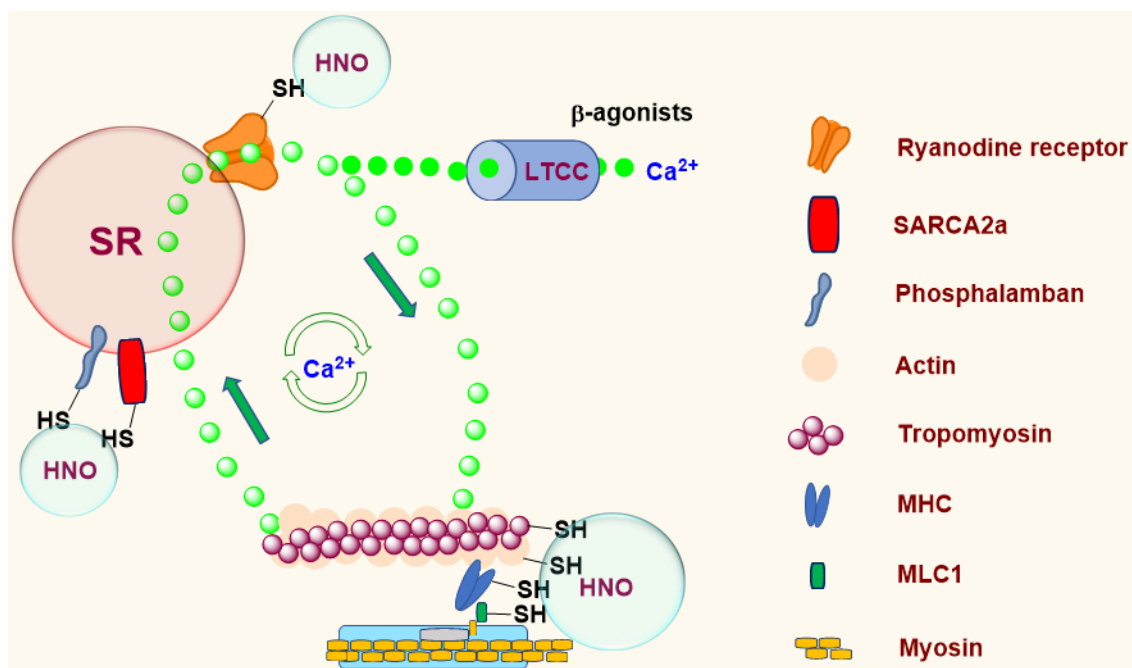 HNO
SH
β-agonists
LTCC
Ca2+
SR
Ca2+
HS
HS
HNO
SH
SH
SH
SH
HNO
Ryanodine receptor
SARCA2a
Phosphalamban
Actin
Tropomyosin
MHC
MLC1
Myosin